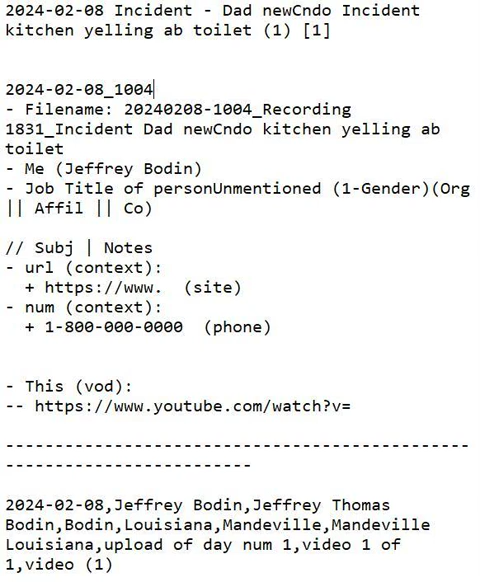 2024-02-08 Incident - Dad newCndo Incident
kitchen yelling ab toilet (1) [1]
2024-02-08_1004
- Filename: 20240208-1004_Recording
1831_Incident Dad newCndo kitchen yelling ab
toilet
- Me (Jeffrey Bodin)
- Job Title of personUnmentioned (1-Gender)(Org
|| Affil || Co)
// Subj | Notes
- url (context):
+ https://www.  (site)
- num (context):
+ 1-800-000-0000  (phone)
- This (vod):
-- https://www.youtube.com/watch?v=
-----------------------------------------------
-------------------------
2024-02-08,Jeffrey Bodin,Jeffrey Thomas
Bodin,Bodin,Louisiana,Mandeville,Mandeville
Louisiana,upload of day num 1,video 1 of
1,video (1)